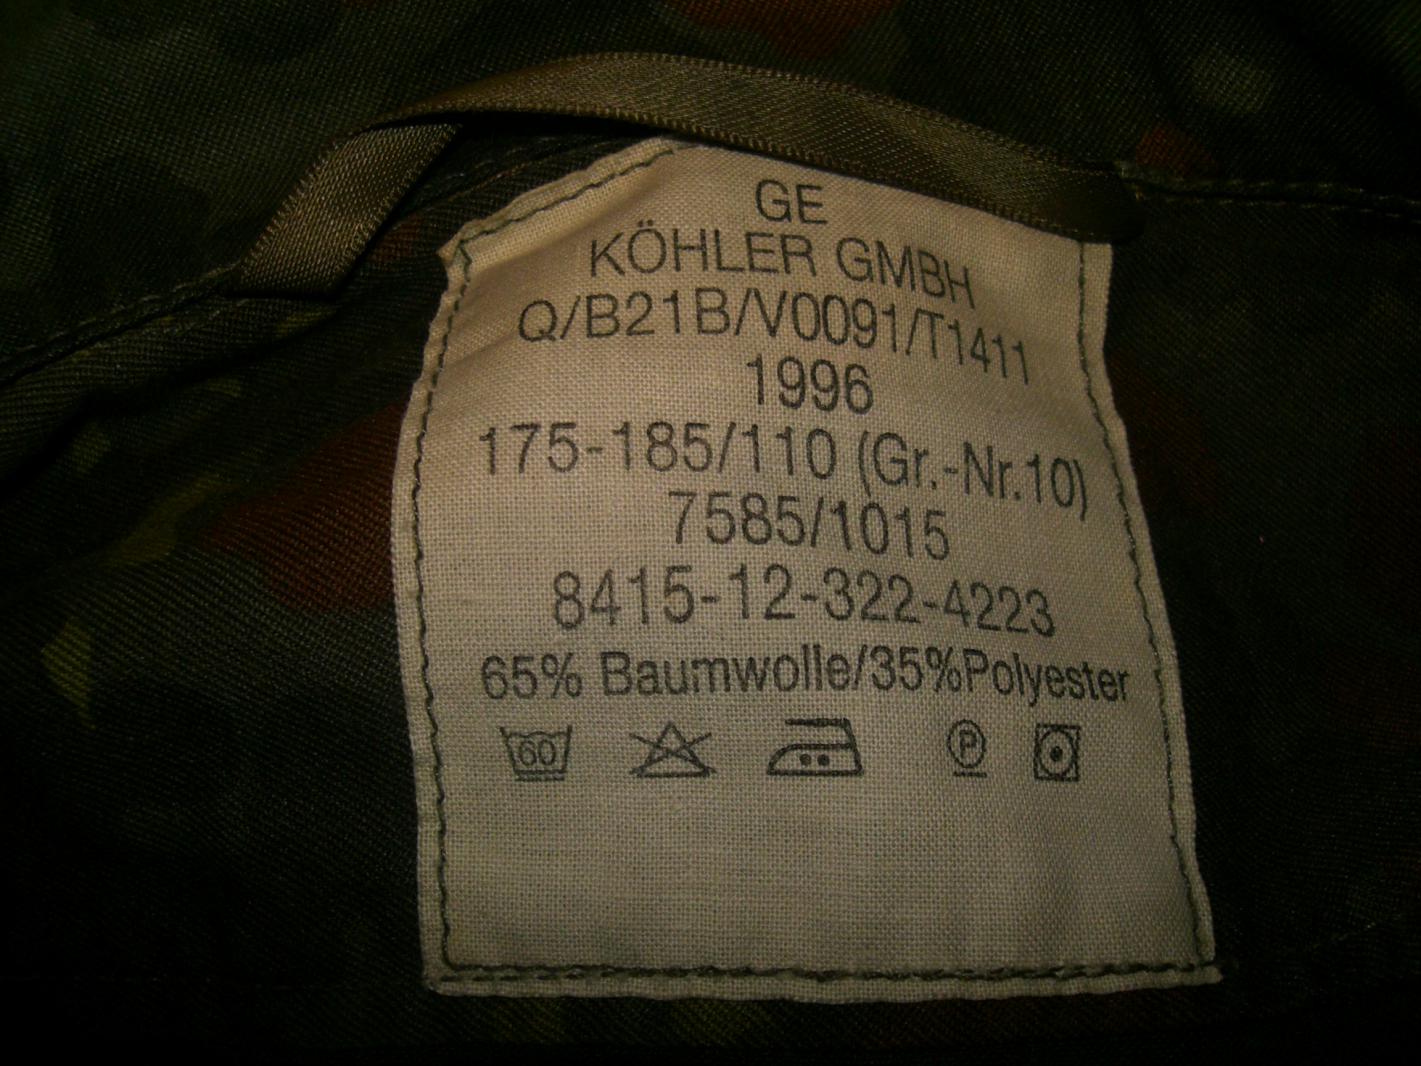 GE
KÖHLER GMBH
Q/B21B/V0091/T1411
1996
175-185/110 (Gr.-Nr.10)
7585/1015
8415-12-322-4223
65% Baumwolle/35%Polyester
60 P